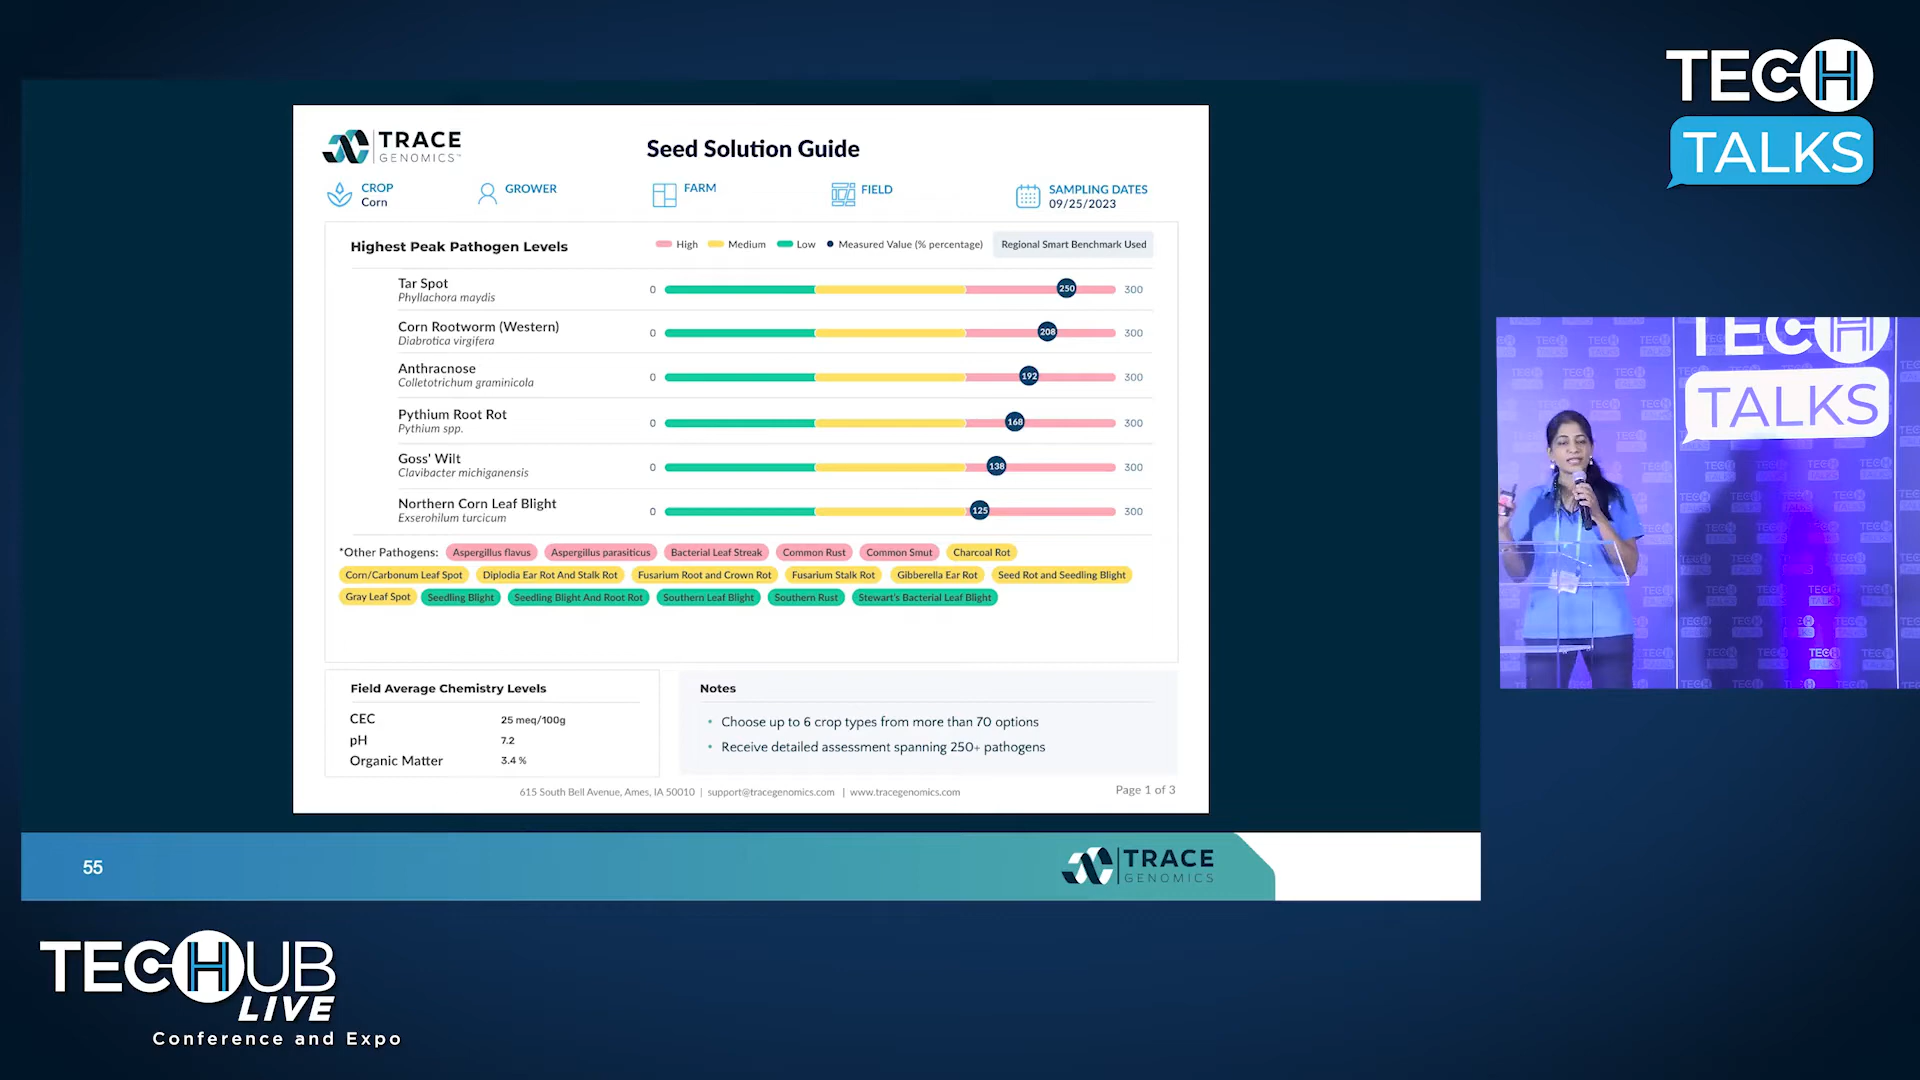 TECH
TALKS
TRACE
GENOMICS™
Seed Solution Guide
CROP
Corn
GROWER
FARM
FIELD
SAMPLING DATES
09/25/2023
Highest Peak Pathogen Levels
High
Medium
Low
Measured Value (% percentage)
Regional Smart Benchmark Used
Tar Spot
Phyllachora maydis
0
250
300
Corn Rootworm (Western)
Diabrotica virgifera
0
208
300
Anthracnose
Colletotrichum graminicola
0
192
300
Pythium Root Rot
Pythium spp.
0
168
300
Goss' Wilt
Clavibacter michiganensis
0
138
300
Northern Corn Leaf Blight
Exserohilum turcicum
0
125
300
*Other Pathogens: Aspergillus flavus Aspergillus parasiticus Bacterial Leaf Streak Common Rust Common Smut Charcoal Rot
Corn/Carbonum Leaf Spot Diplodia Ear Rot And Stalk Rot Fusarium Root and Crown Rot Fusarium Stalk Rot Gibberella Ear Rot Seed Rot and Seedling Blight
Gray Leaf Spot Seedling Blight Seedling Blight And Root Rot Southern Leaf Blight Southern Rust Stewart's Bacterial Leaf Blight
Field Average Chemistry Levels
CEC 25 meq/100g
pH 7.2
Organic Matter 3.4 %
Notes
• Choose up to 6 crop types from more than 70 options
• Receive detailed assessment spanning 250+ pathogens
615 South Bell Avenue, Ames, IA 50010 | support@tracegenomics.com | www.tracegenomics.com
Page 1 of 3
55
TRACE
GENOMICS
TECH
TALKS
TECHUB
LIVE
Conference and Expo